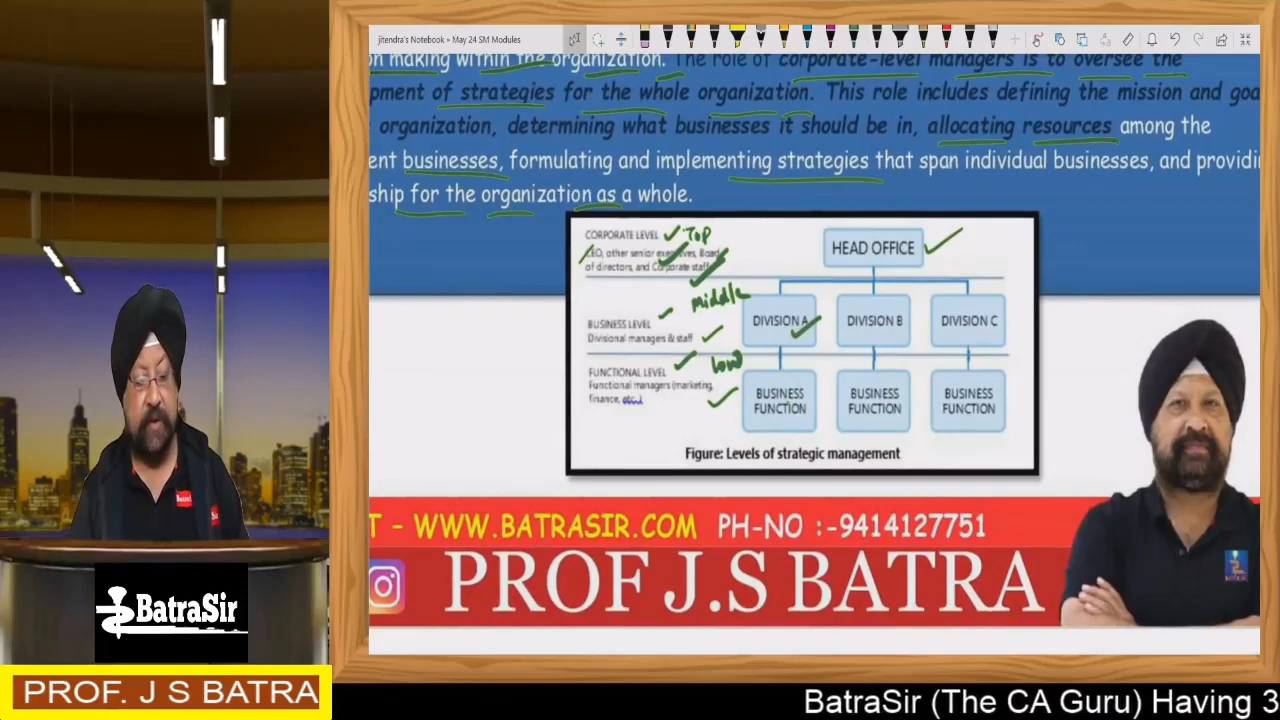 jitendra's Notebook » May 24 SM Modules
on making within the organization. The role of corporate-level managers is to oversee the
pment of strategies for the whole organization. This role includes defining the mission and goa
organization, determining what businesses it should be in, allocating resources among the
ent businesses, formulating and implementing strategies that span individual businesses, and providi
ship for the organization as a whole.
CORPORATE LEVEL Top
CEO, other senior executives, Board
of directors, and Corporate staff
HEAD OFFICE
middle
BUSINESS LEVEL
Divisional managers & staff
DIVISION A
DIVISION B
DIVISION C
low
FUNCTIONAL LEVEL
Functional managers (marketing,
finance, etc.)
BUSINESS
FUNCTION
BUSINESS
FUNCTION
BUSINESS
FUNCTION
Figure: Levels of strategic management
T - WWW.BATRASIR.COM PH-NO :-9414127751
PROF J.S BATRA
BatraSir
PROF. J S BATRA
BatraSir (The CA Guru) Having 3